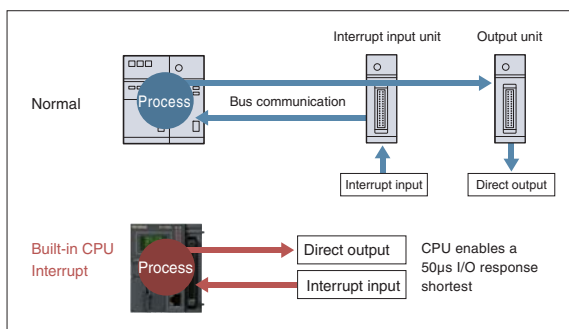 Interrupt input unit
Output unit
Normal
Process
Bus communication
Interrupt input
Direct output
Built-in CPU
Interrupt
Process
Direct output
Interrupt input
CPU enables a
50µs I/O response
shortest